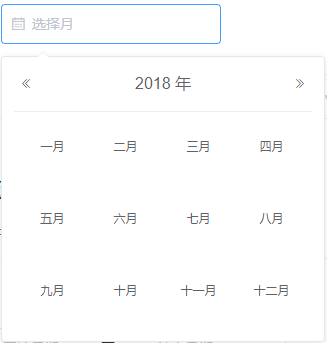 选择月
2018 年
一月 二月 三月 四月
五月 六月 七月 八月
九月 十月 十一月 十二月